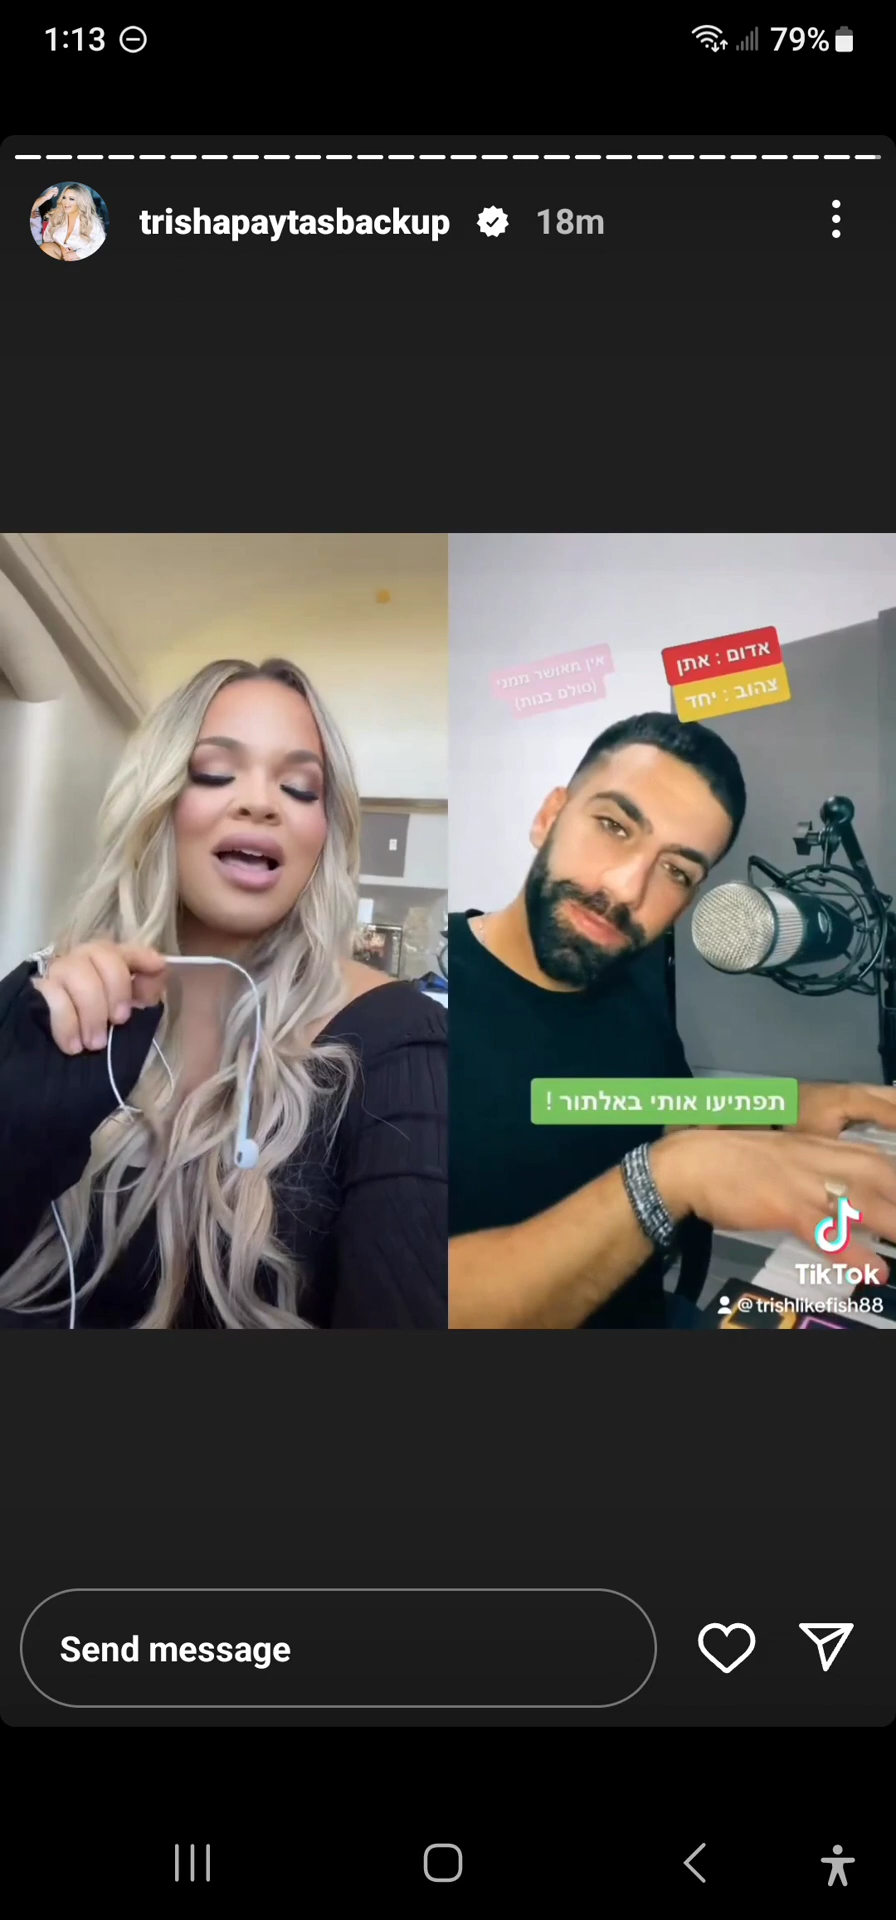 1:13
79%
trishapaytasbackup 18m
אין מאושר ממני
(סולם בנות)
אדום : אתן
צהוב : יחד
תפתיעו אותי באלתור !
TikTok
@trishlikefish88
Send message